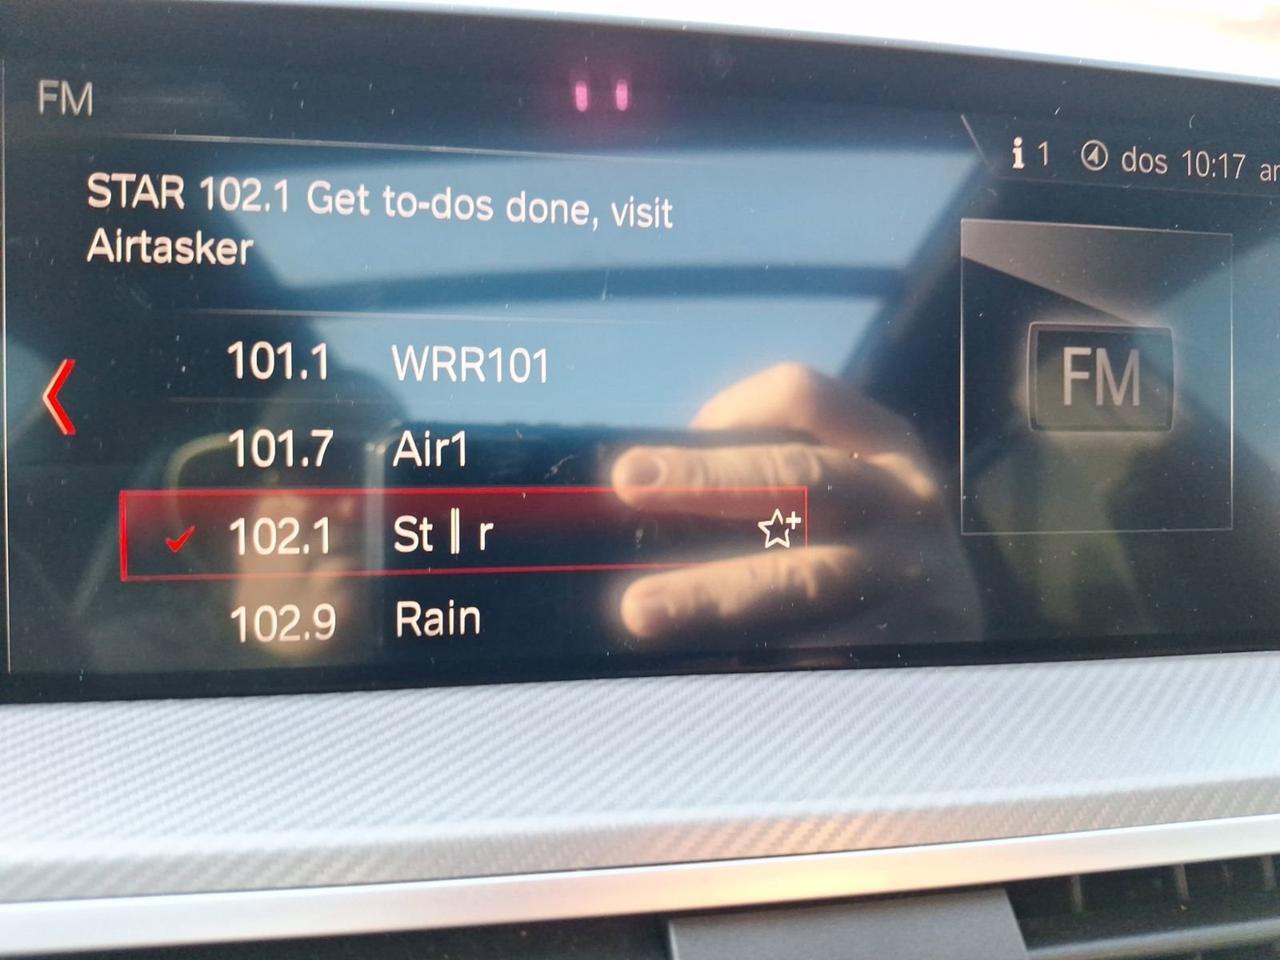 FM
i 1 dos 10:17 am
STAR 102.1 Get to-dos done, visit
Airtasker
101.1 WRR101
101.7 Air1
102.1 St ‖ r
102.9 Rain
FM